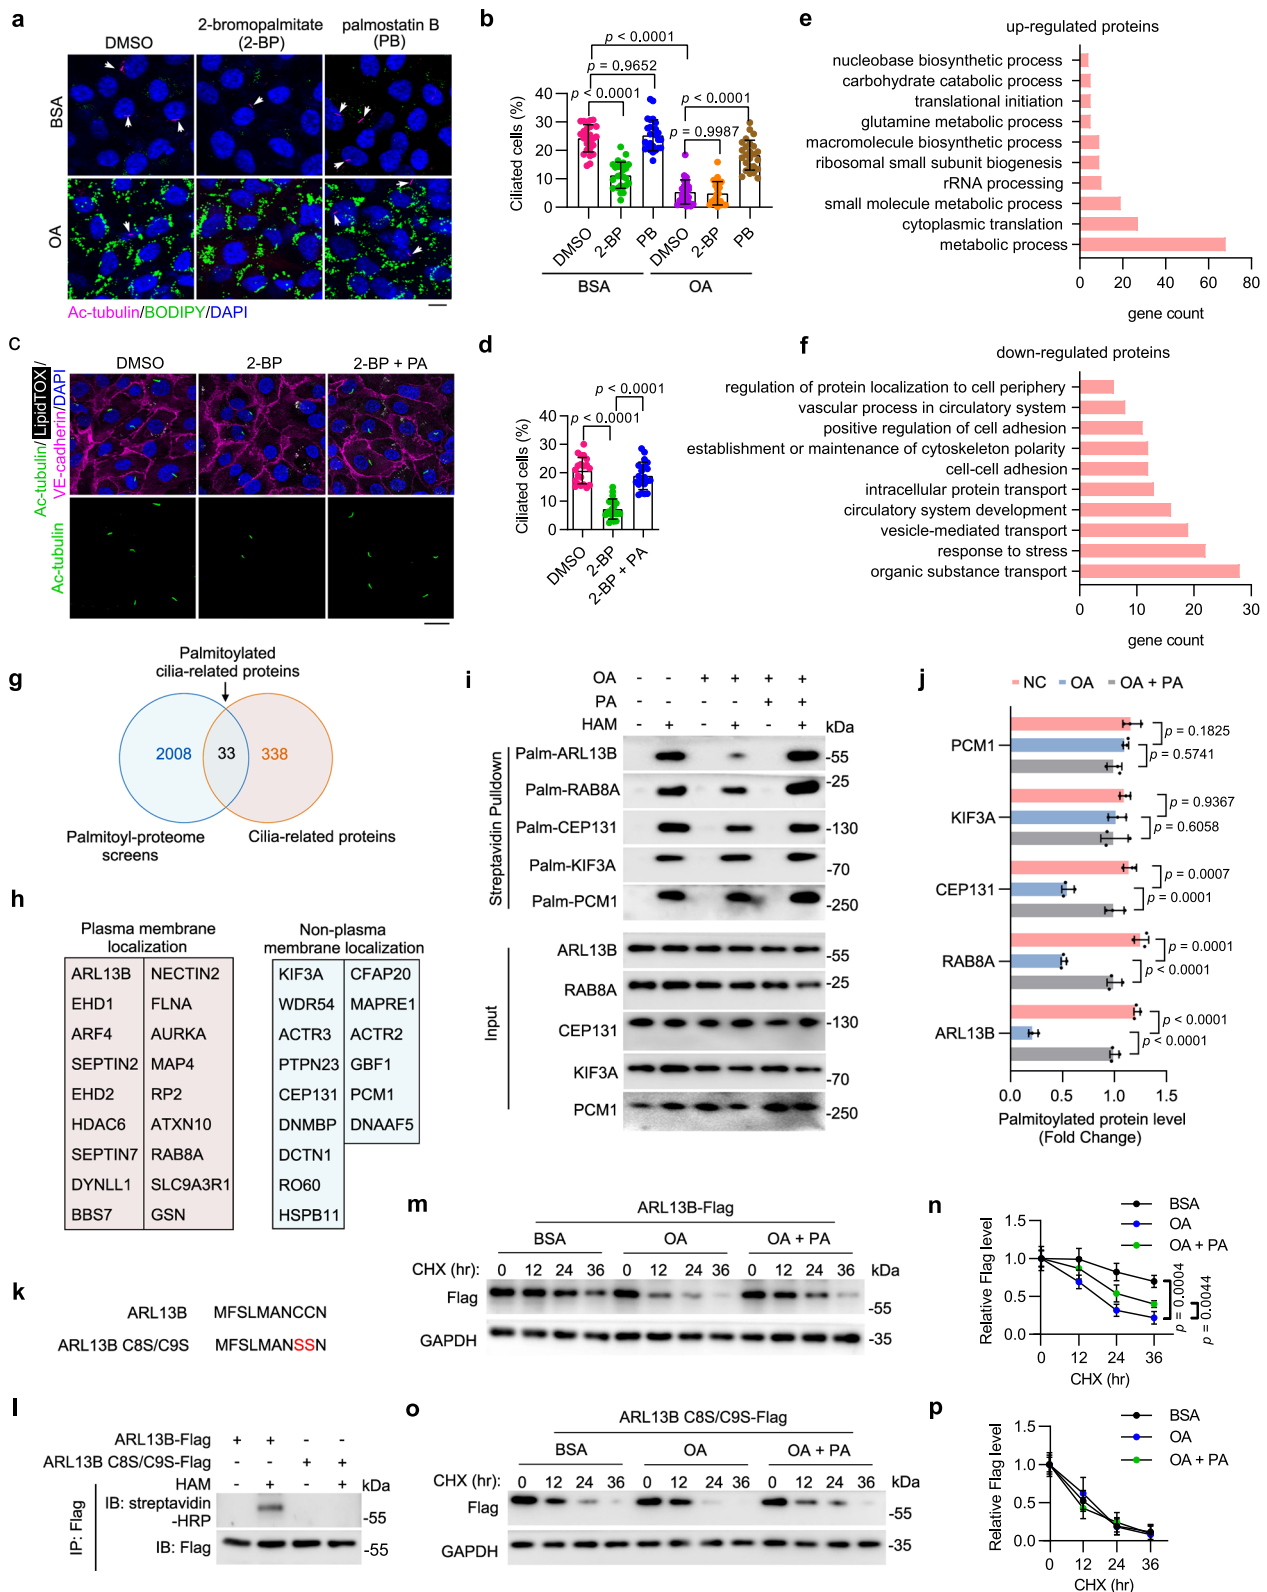 a
DMSO
2-bromopalmitate
(2-BP)
palmostatin B
(PB)
BSA
OA
Ac-tubulin/BODIPY/DAPI
b
p < 0.0001
p = 0.9652
p < 0.0001
p < 0.0001
p = 0.9987
Ciliated cells (%)
40
30
20
10
0
DMSO
2-BP
PB
DMSO
2-BP
PB
BSA
OA
c
DMSO
2-BP
2-BP + PA
Ac-tubulin/ LipidTOX /
VE-cadherin/DAPI
Ac-tubulin
d
p < 0.0001
p < 0.0001
Ciliated cells (%)
40
30
20
10
0
DMSO
2-BP
2-BP + PA
e
up-regulated proteins
nucleobase biosynthetic process
carbohydrate catabolic process
translational initiation
glutamine metabolic process
macromolecule biosynthetic process
ribosomal small subunit biogenesis
rRNA processing
small molecule metabolic process
cytoplasmic translation
metabolic process
0 20 40 60 80
gene count
f
down-regulated proteins
regulation of protein localization to cell periphery
vascular process in circulatory system
positive regulation of cell adhesion
establishment or maintenance of cytoskeleton polarity
cell-cell adhesion
intracellular protein transport
circulatory system development
vesicle-mediated transport
response to stress
organic substance transport
0 10 20 30
gene count
g
Palmitoylated
cilia-related proteins
2008 33 338
Palmitoyl-proteome
screens
Cilia-related proteins
h
Plasma membrane
localization
ARL13B NECTIN2
EHD1 FLNA
ARF4 AURKA
SEPTIN2 MAP4
EHD2 RP2
HDAC6 ATXN10
SEPTIN7 RAB8A
DYNLL1 SLC9A3R1
BBS7 GSN
Non-plasma
membrane localization
KIF3A CFAP20
WDR54 MAPRE1
ACTR3 ACTR2
PTPN23 GBF1
CEP131 PCM1
DNMBP DNAAF5
DCTN1
RO60
HSPB11
i
OA - - + + + +
PA - - - - + +
HAM - + - + - +
kDa
Streptavidin Pulldown
Palm-ARL13B -55
Palm-RAB8A -25
Palm-CEP131 -130
Palm-KIF3A -70
Palm-PCM1 -250
Input
ARL13B -55
RAB8A -25
CEP131 -130
KIF3A -70
PCM1 -250
j
NC OA OA + PA
PCM1
p = 0.1825
p = 0.5741
KIF3A
p = 0.9367
p = 0.6058
CEP131
p = 0.0007
p = 0.0001
RAB8A
p = 0.0001
p < 0.0001
ARL13B
p < 0.0001
p < 0.0001
0.0 0.5 1.0 1.5
Palmitoylated protein level
(Fold Change)
k
ARL13B MFSLMANCCN
ARL13B C8S/C9S MFSLMANSSN
l
ARL13B-Flag + + - -
ARL13B C8S/C9S-Flag - - + +
HAM - + - + kDa
IP: Flag
IB: streptavidin
-HRP
-55
IB: Flag -55
m
ARL13B-Flag
BSA OA OA + PA
CHX (hr): 0 12 24 36 0 12 24 36 0 12 24 36 kDa
Flag -55
GAPDH -35
n
BSA
OA
OA + PA
Relative Flag level
1.5
1.0
0.5
0.0
0 12 24 36
CHX (hr)
p = 0.0004
p = 0.0044
o
ARL13B C8S/C9S-Flag
BSA OA OA + PA
CHX (hr): 0 12 24 36 0 12 24 36 0 12 24 36 kDa
Flag -55
GAPDH -35
p
BSA
OA
OA + PA
Relative Flag level
1.5
1.0
0.5
0.0
0 12 24 36
CHX (hr)